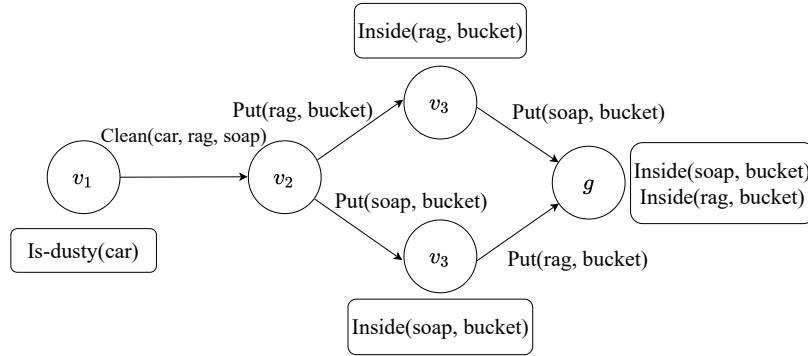 Inside(rag, bucket)
v3
Put(rag, bucket)
Put(soap, bucket)
Clean(car, rag, soap)
v1
v2
g
Inside(soap, bucket)
Inside(rag, bucket)
Put(soap, bucket)
Is-dusty(car)
v3
Put(rag, bucket)
Inside(soap, bucket)